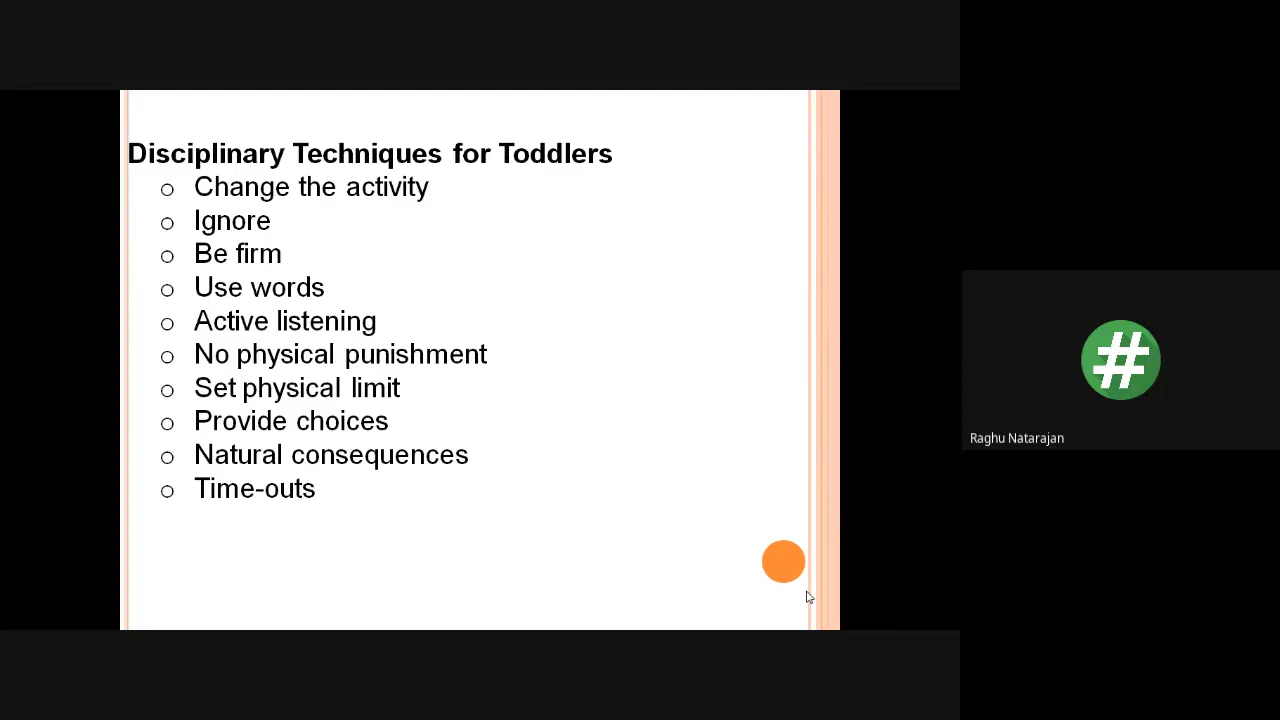 Disciplinary Techniques for Toddlers
o Change the activity
o Ignore
o Be firm
o Use words
o Active listening
o No physical punishment
o Set physical limit
o Provide choices
o Natural consequences
o Time-outs
#
Raghu Natarajan